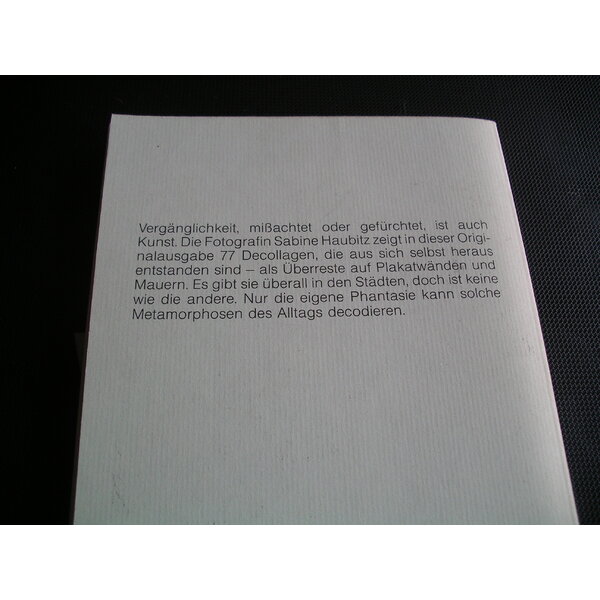 Vergänglichkeit, mißachtet oder gefürchtet, ist auch
Kunst. Die Fotografin Sabine Haubitz zeigt in dieser Origi-
nalausgabe 77 Decollagen, die aus sich selbst heraus
entstanden sind – als Überreste auf Plakatwänden und
Mauern. Es gibt sie überall in den Städten, doch ist keine
wie die andere. Nur die eigene Phantasie kann solche
Metamorphosen des Alltags decodieren.